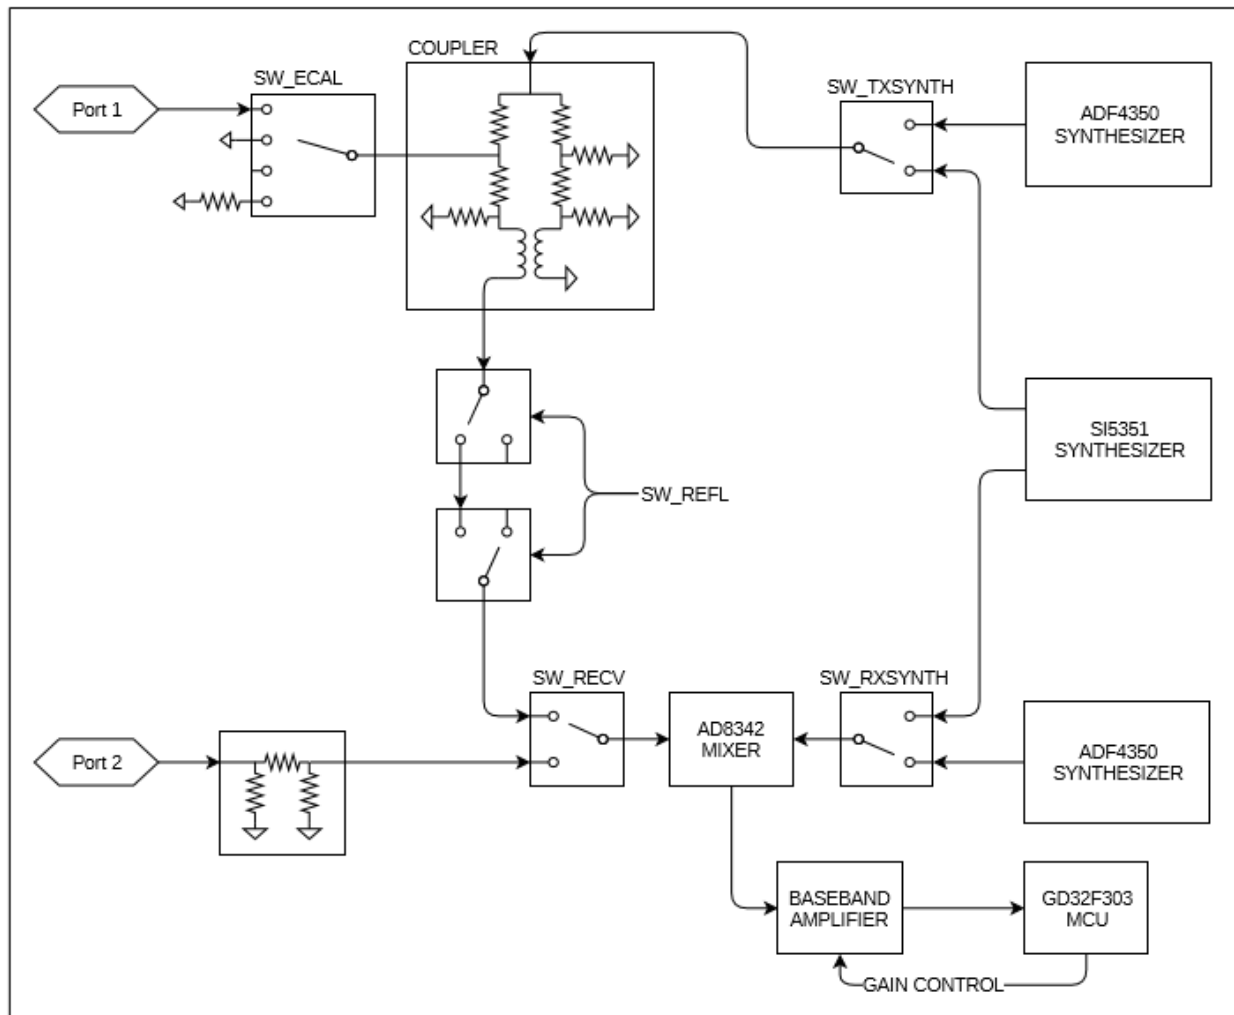 COUPLER
SW_ECAL
Port 1
SW_TXSYNTH
ADF4350
SYNTHESIZER
SI5351
SYNTHESIZER
SW_REFL
SW_RECV
SW_RXSYNTH
AD8342
MIXER
ADF4350
SYNTHESIZER
Port 2
BASEBAND
AMPLIFIER
GD32F303
MCU
GAIN CONTROL